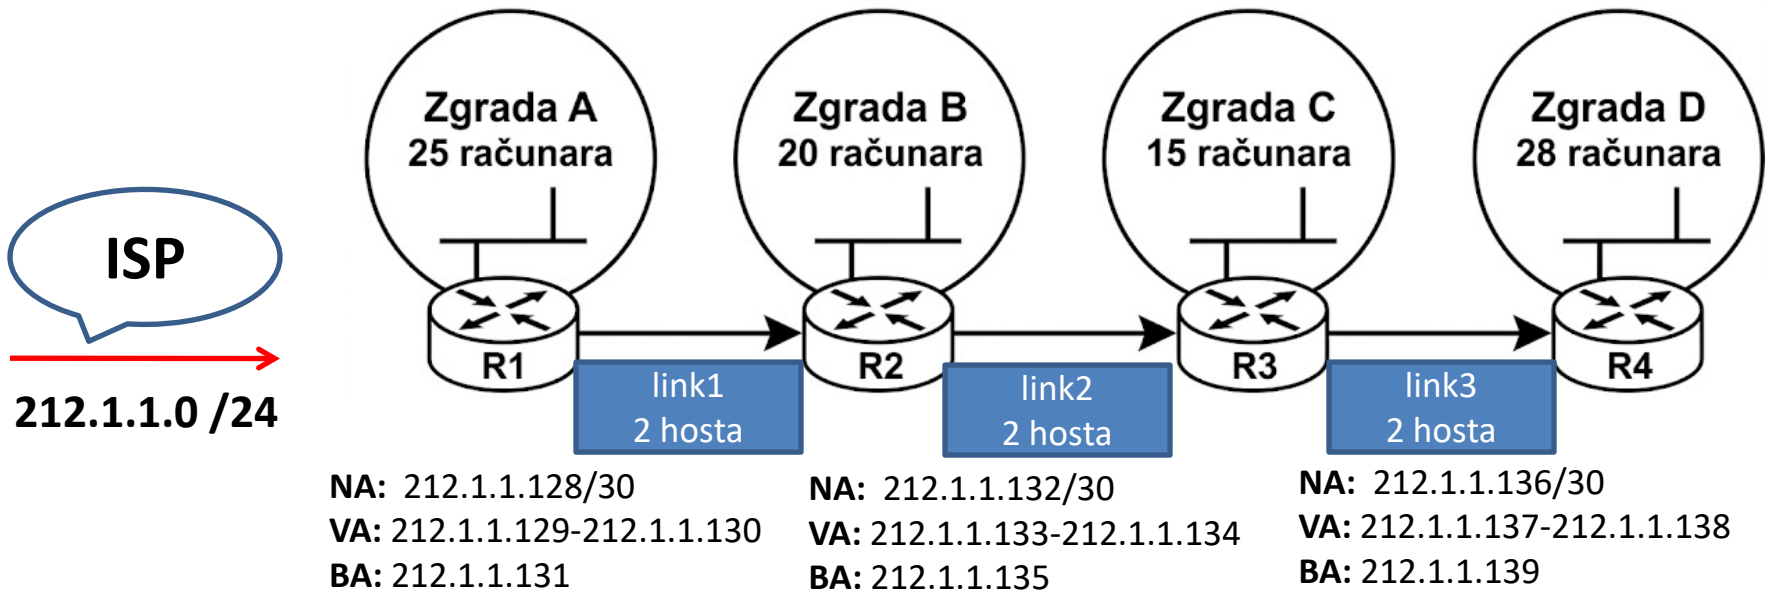 Zgrada A
25 računara
Zgrada B
20 računara
Zgrada C
15 računara
Zgrada D
28 računara
ISP
212.1.1.0 /24
R1
R2
R3
R4
link1
2 hosta
link2
2 hosta
link3
2 hosta
NA: 212.1.1.128/30
VA: 212.1.1.129-212.1.1.130
BA: 212.1.1.131
NA: 212.1.1.132/30
VA: 212.1.1.133-212.1.1.134
BA: 212.1.1.135
NA: 212.1.1.136/30
VA: 212.1.1.137-212.1.1.138
BA: 212.1.1.139